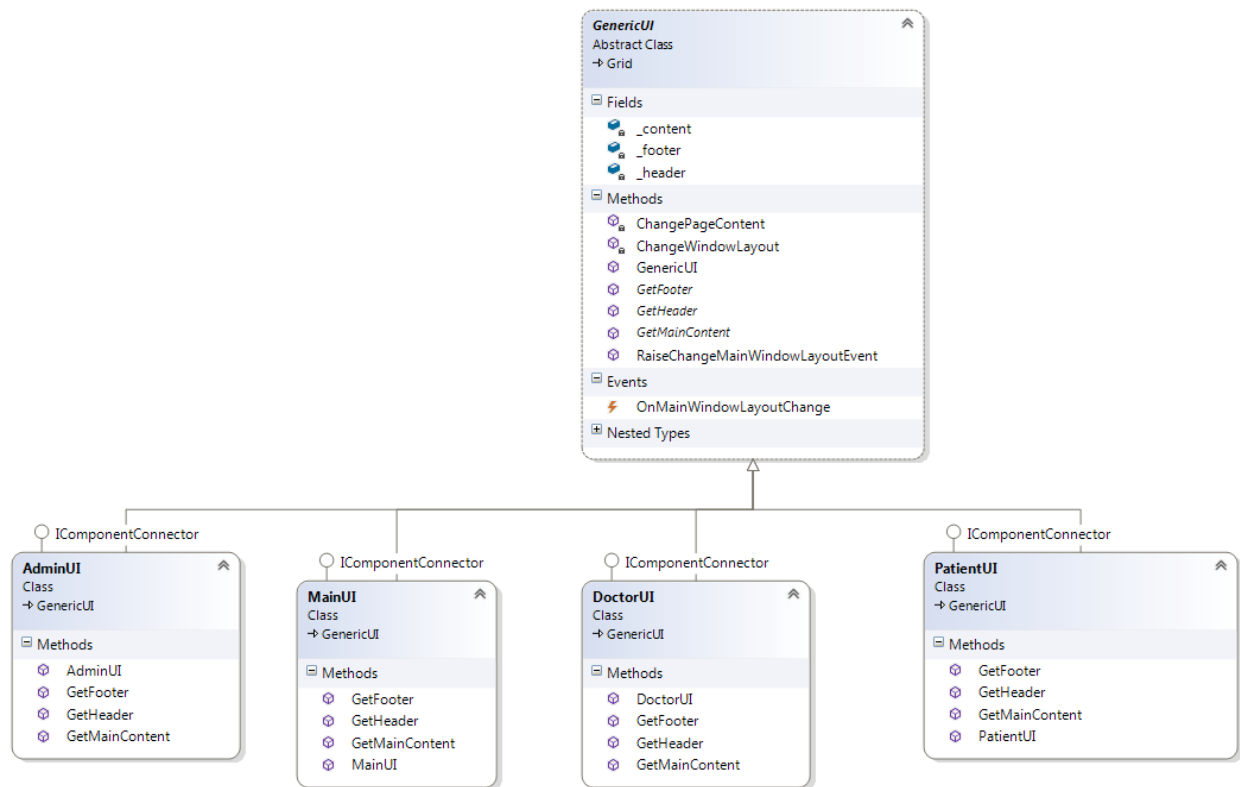 GenericUI
Abstract Class
→ Grid
Fields
_content
_footer
_header
Methods
ChangePageContent
ChangeWindowLayout
GenericUI
GetFooter
GetHeader
GetMainContent
RaiseChangeMainWindowLayoutEvent
Events
OnMainWindowLayoutChange
Nested Types
IComponentConnector
AdminUI
Class
→ GenericUI
Methods
AdminUI
GetFooter
GetHeader
GetMainContent
IComponentConnector
MainUI
Class
→ GenericUI
Methods
GetFooter
GetHeader
GetMainContent
MainUI
IComponentConnector
DoctorUI
Class
→ GenericUI
Methods
DoctorUI
GetFooter
GetHeader
GetMainContent
IComponentConnector
PatientUI
Class
→ GenericUI
Methods
GetFooter
GetHeader
GetMainContent
PatientUI